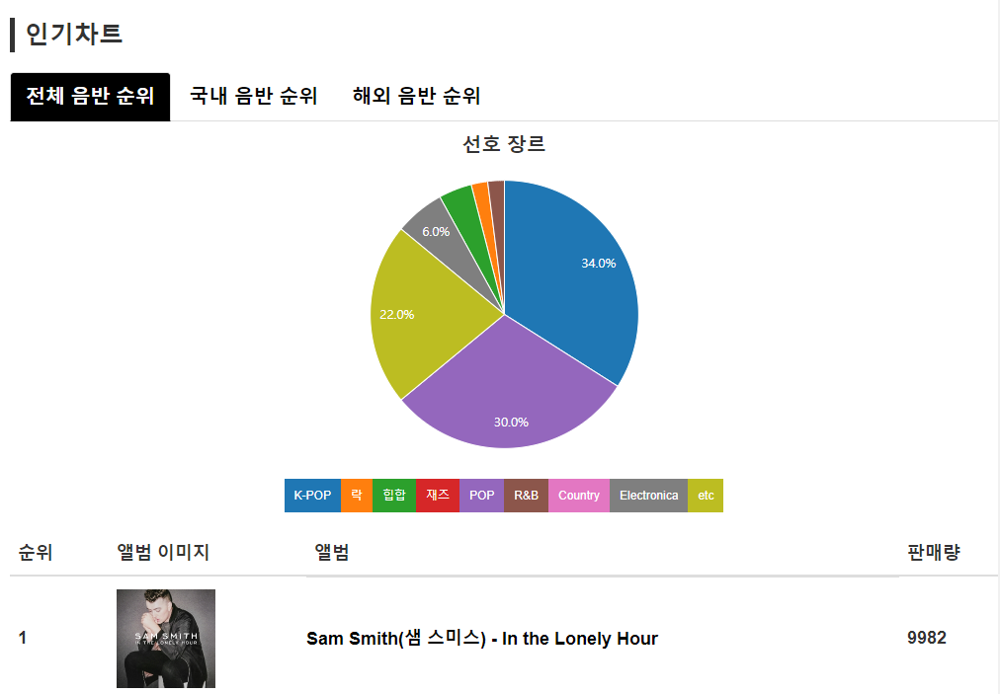 인기차트
전체 음반 순위 국내 음반 순위 해외 음반 순위
선호 장르
34.0%
30.0%
22.0%
6.0%
K-POP 락 힙합 재즈 POP R&B Country Electronica etc
순위 앨범 이미지 앨범 판매량
SAM SMITH
IN THE LONELY HOUR
1 Sam Smith(샘 스미스) - In the Lonely Hour 9982